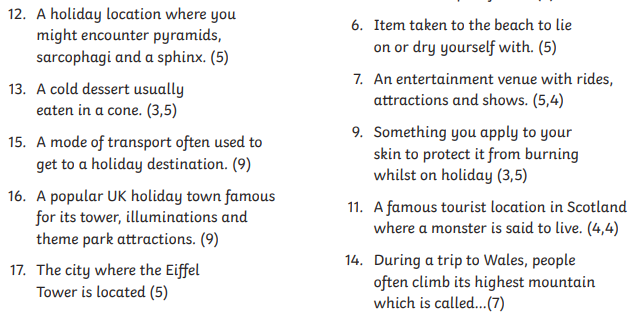 12. A holiday location where you
might encounter pyramids,
sarcophagi and a sphinx. (5)
13. A cold dessert usually
eaten in a cone. (3,5)
15. A mode of transport often used to
get to a holiday destination. (9)
16. A popular UK holiday town famous
for its tower, illuminations and
theme park attractions. (9)
17. The city where the Eiffel
Tower is located (5)
6. Item taken to the beach to lie
on or dry yourself with. (5)
7. An entertainment venue with rides,
attractions and shows. (5,4)
9. Something you apply to your
skin to protect it from burning
whilst on holiday (3,5)
11. A famous tourist location in Scotland
where a monster is said to live. (4,4)
14. During a trip to Wales, people
often climb its highest mountain
which is called...(7)